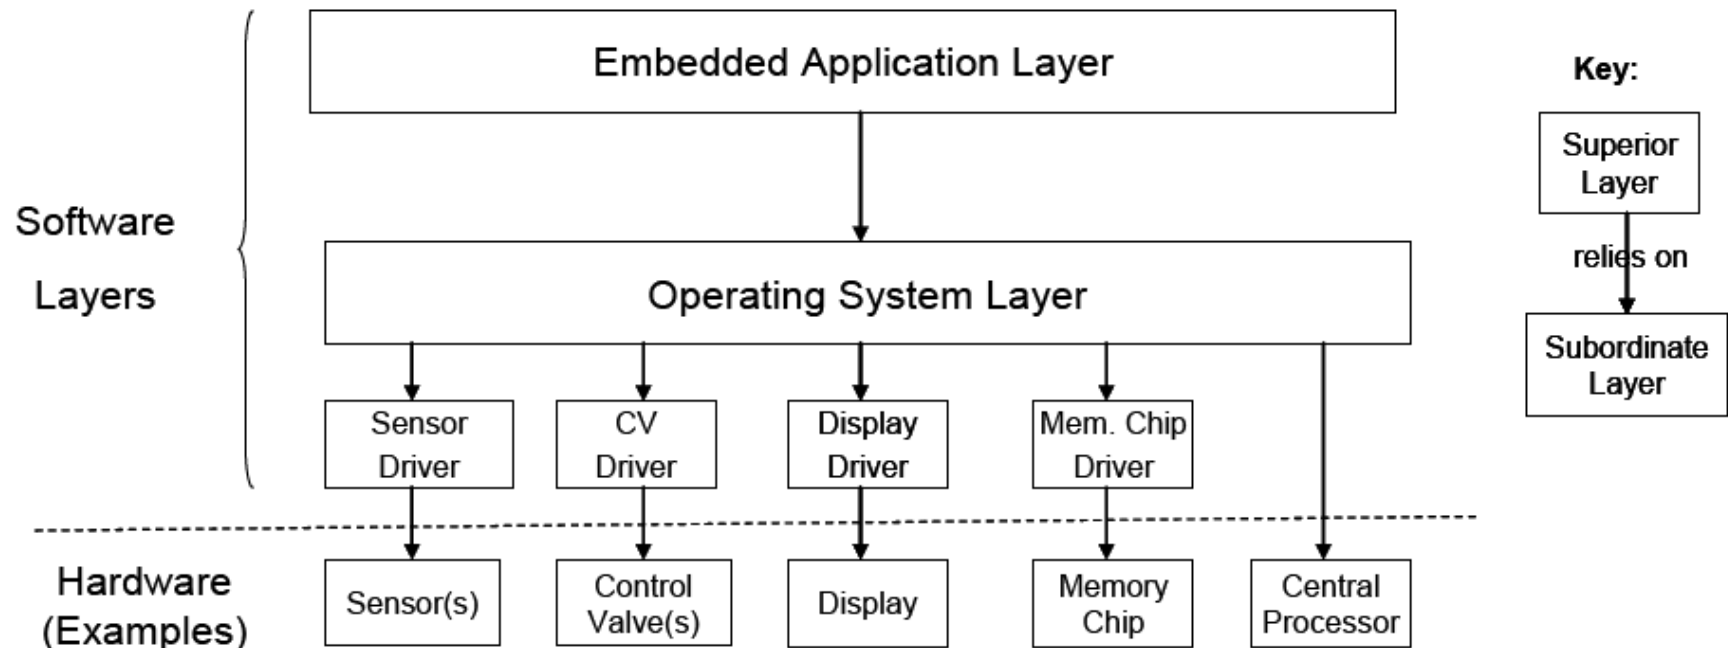 Embedded Application Layer
Key:
Superior
Layer
relies on
Subordinate
Layer
Software
Layers
Operating System Layer
Sensor
Driver
CV
Driver
Display
Driver
Mem. Chip
Driver
Hardware
(Examples)
Sensor(s)
Control
Valve(s)
Display
Memory
Chip
Central
Processor